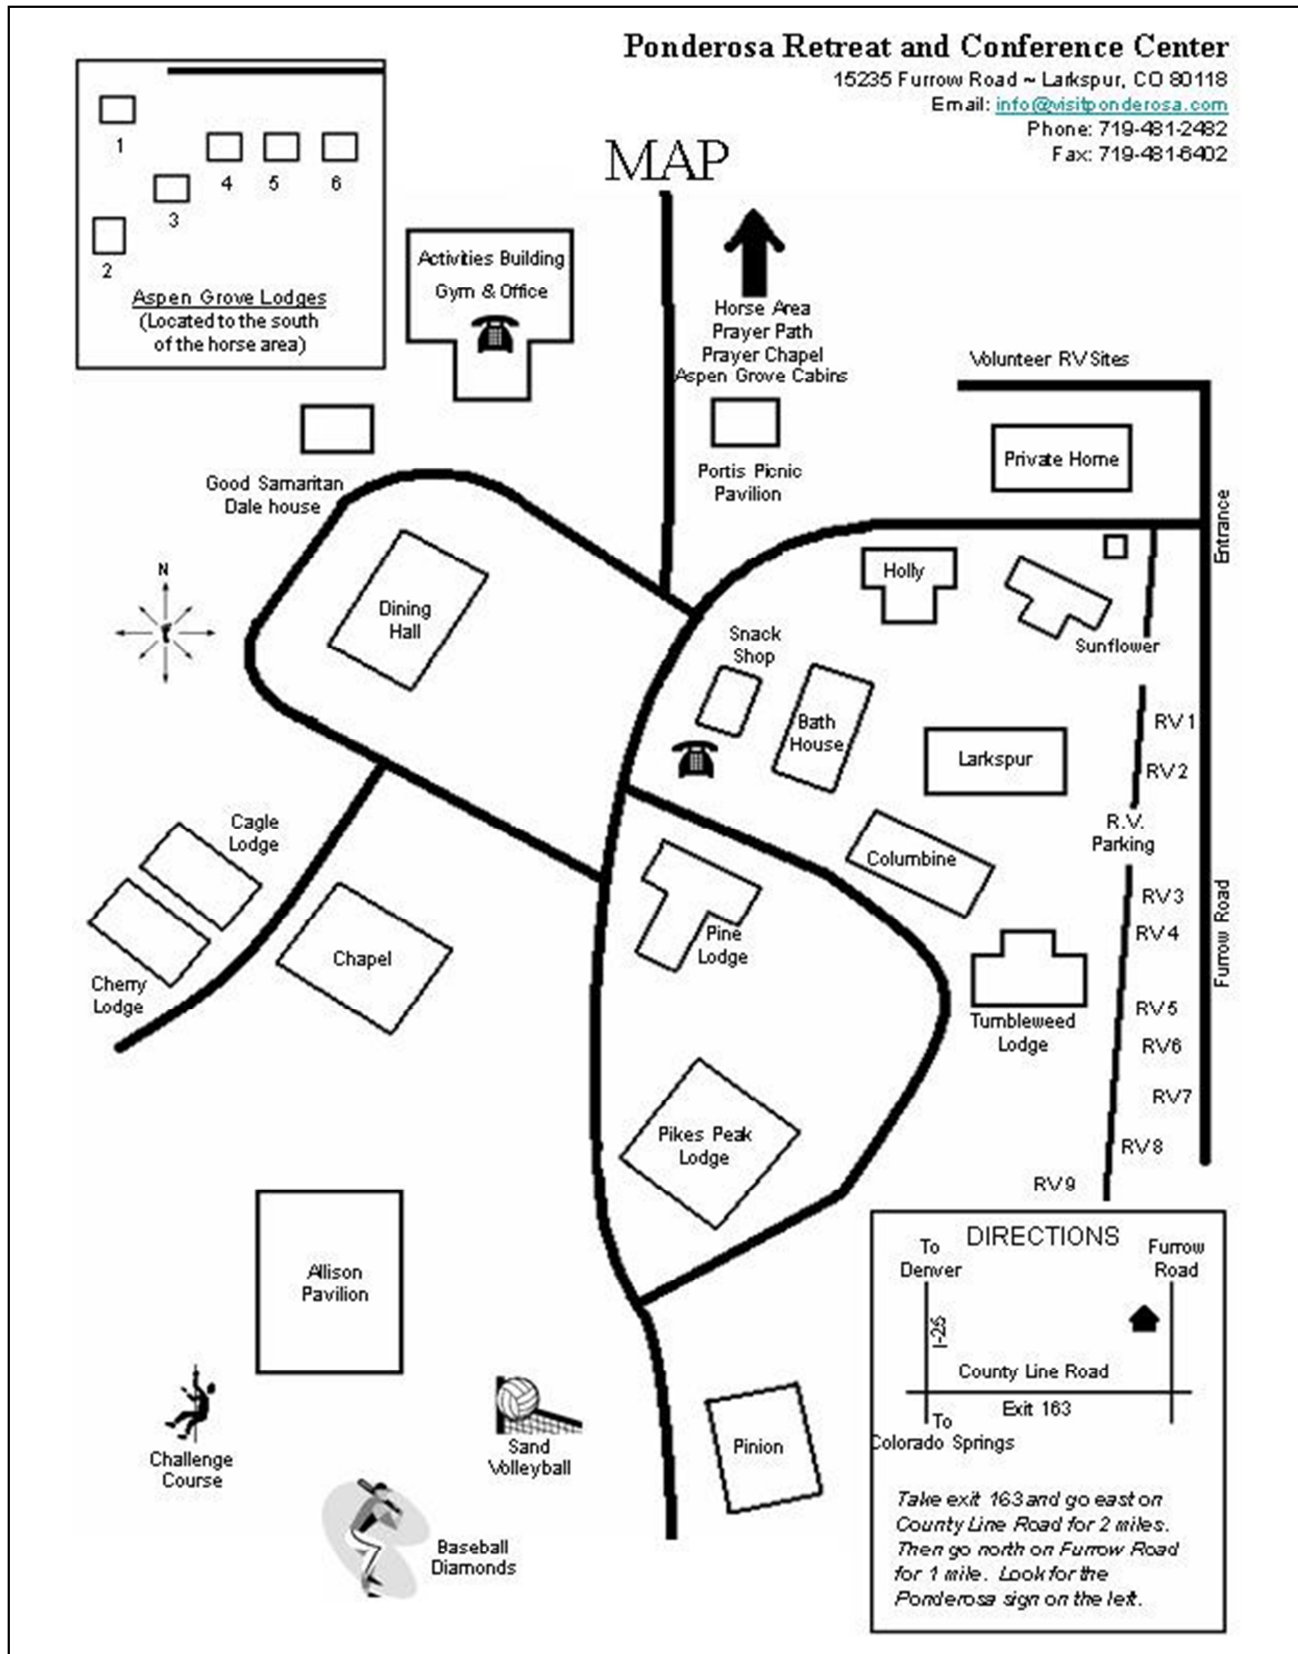 Ponderosa Retreat and Conference Center
15235 Furrow Road ~ Larkspur, CO 80118
Email: info@visitponderosa.com
Phone: 719-481-2482
Fax: 719-481-6402
MAP
1
2
3
4
5
6
Aspen Grove Lodges
(Located to the south
of the horse area)
Activities Building
Gym & Office
Horse Area
Prayer Path
Prayer Chapel
Aspen Grove Cabins
Volunteer RV Sites
Private Home
Portis Picnic
Pavilion
Good Samaritan
Dale house
Entrance
N
Dining
Hall
Holly
Sunflower
Snack
Shop
Bath
House
Larkspur
RV 1
RV 2
R.V.
Parking
Columbine
Cagle
Lodge
Cherry
Lodge
Chapel
Pine
Lodge
RV 3
RV 4
Furrow Road
Tumbleweed
Lodge
RV 5
RV 6
RV 7
RV 8
RV 9
Pikes Peak
Lodge
Allison
Pavilion
Challenge
Course
Sand
Volleyball
Baseball
Diamonds
Pinion
DIRECTIONS
To
Denver
Furrow
Road
I-25
County Line Road
Exit 163
To
Colorado Springs
Take exit 163 and go east on
County Line Road for 2 miles.
Then go north on Furrow Road
for 1 mile. Look for the
Ponderosa sign on the left.